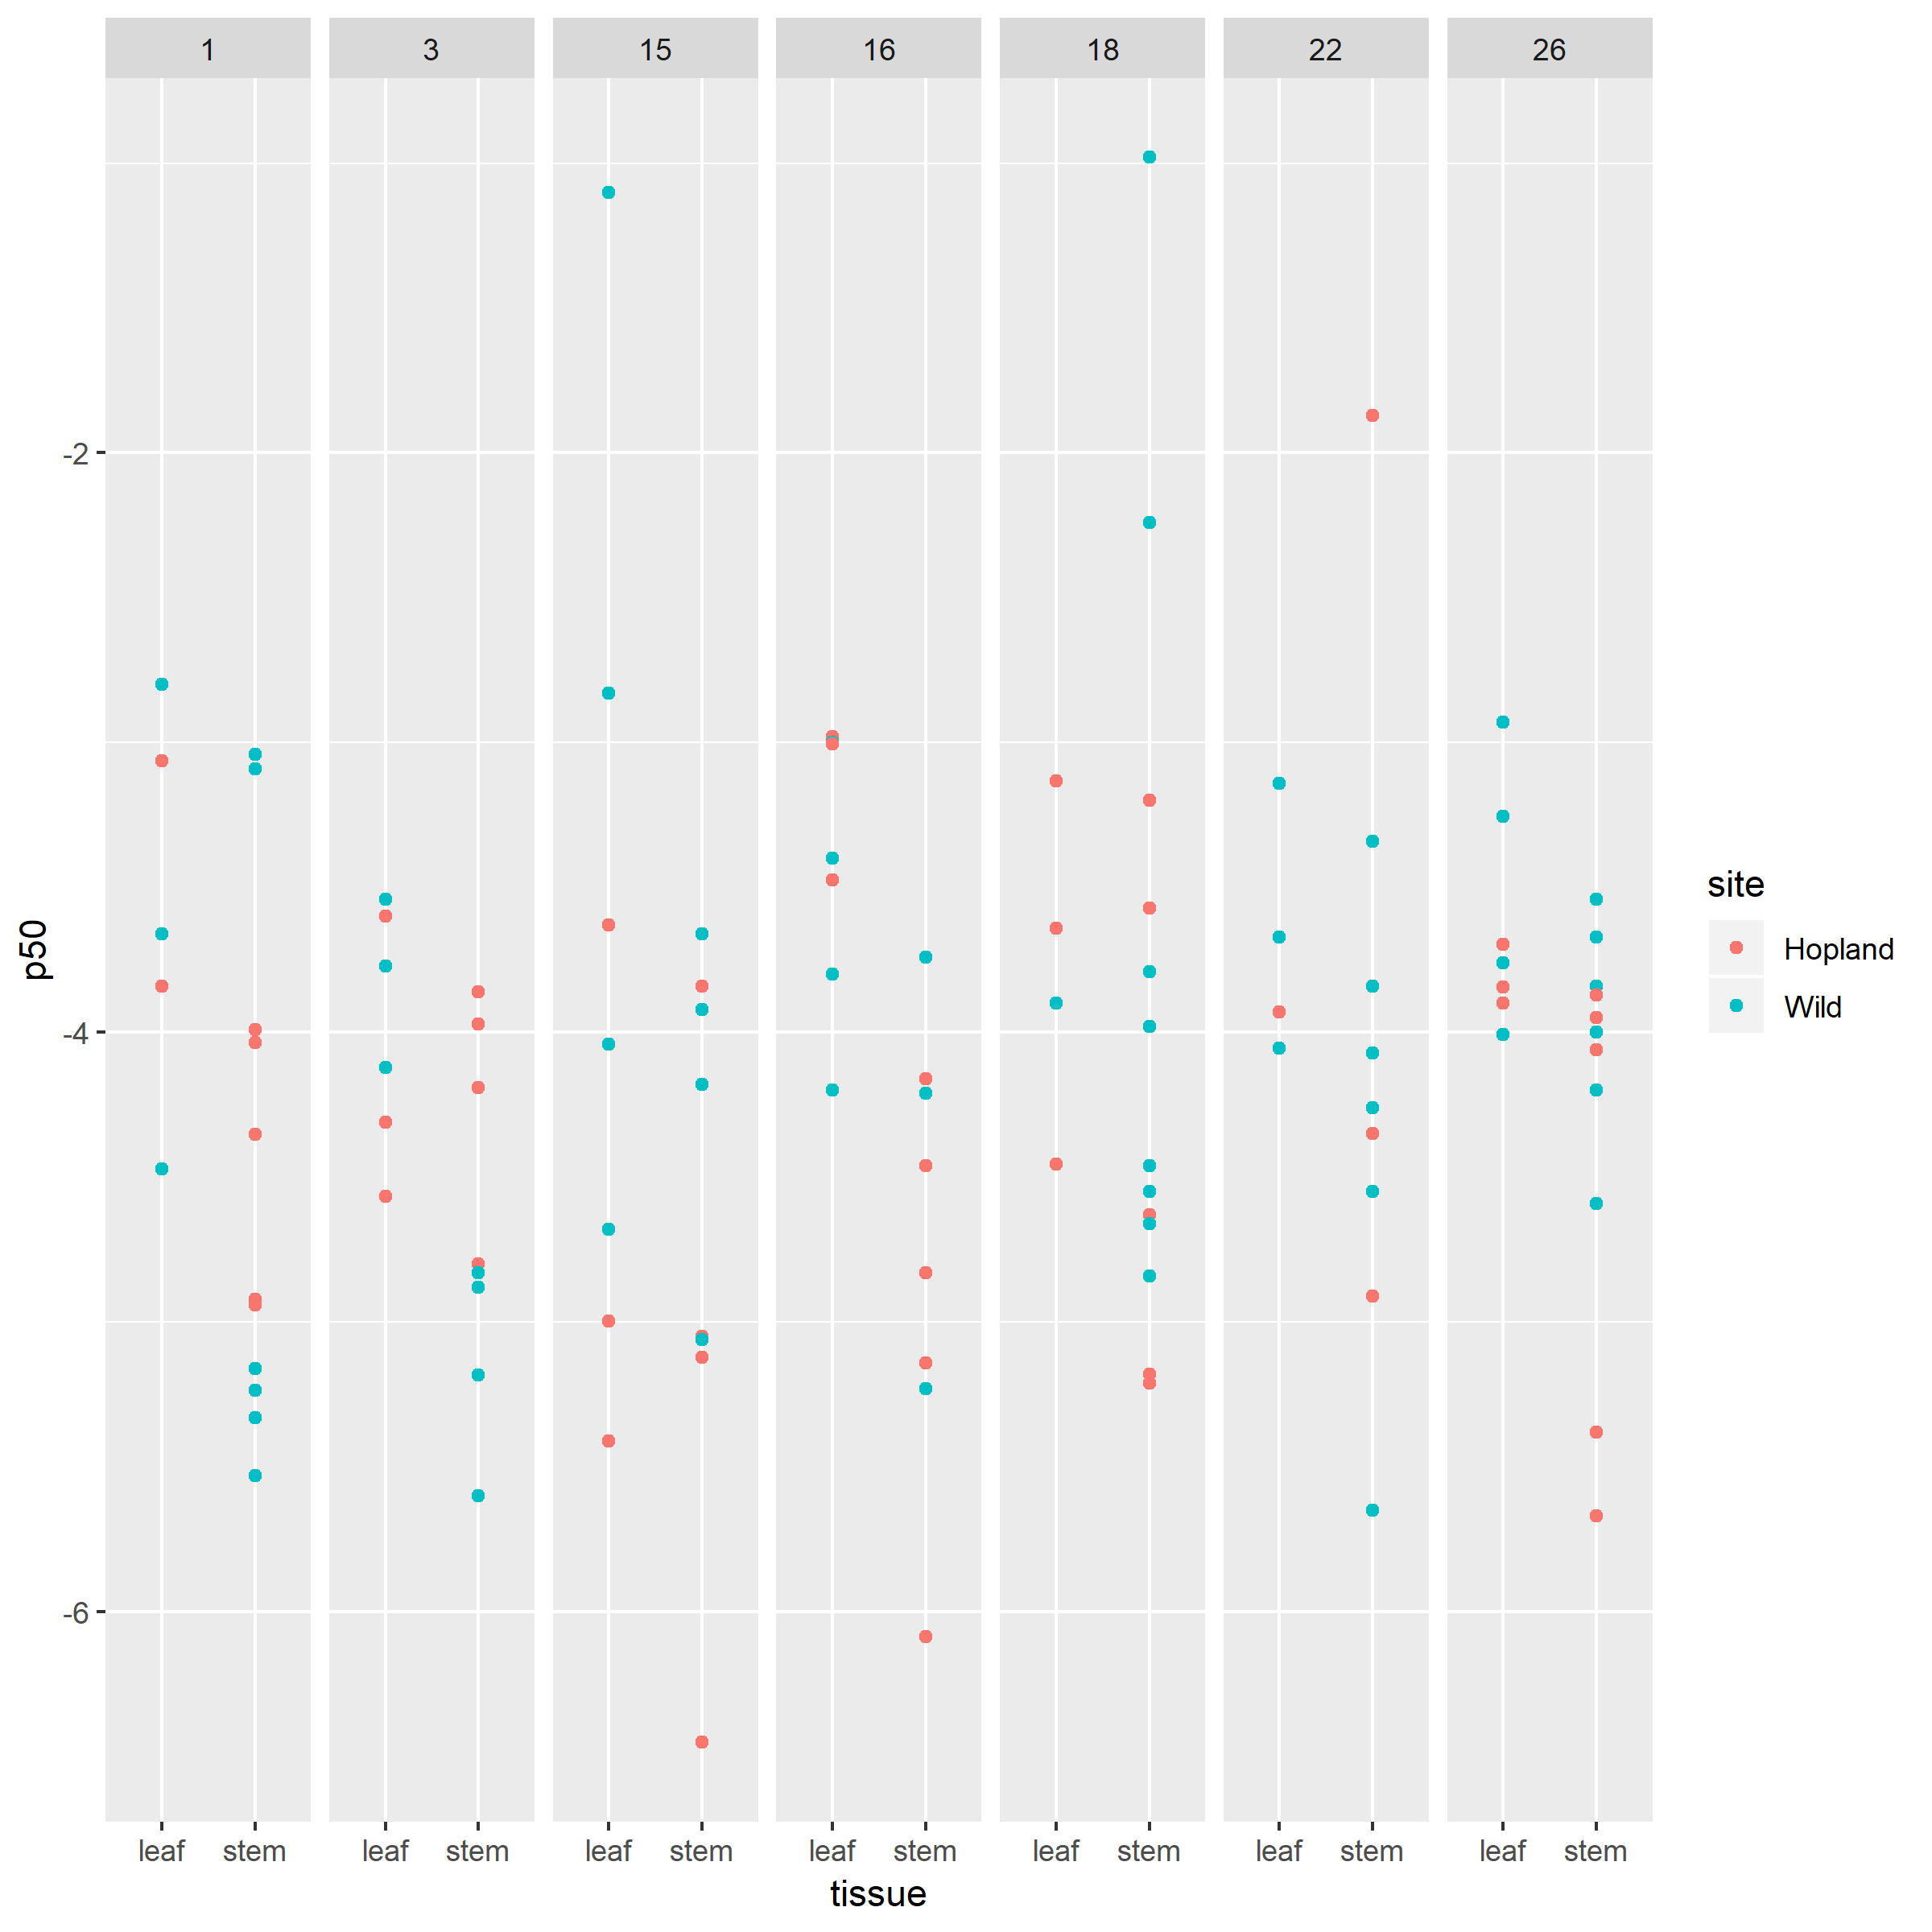 1 3 15 16 18 22 26
-2
-4
-6
p50
leaf stem leaf stem leaf stem leaf stem leaf stem leaf stem leaf stem
tissue
site
Hopland
Wild